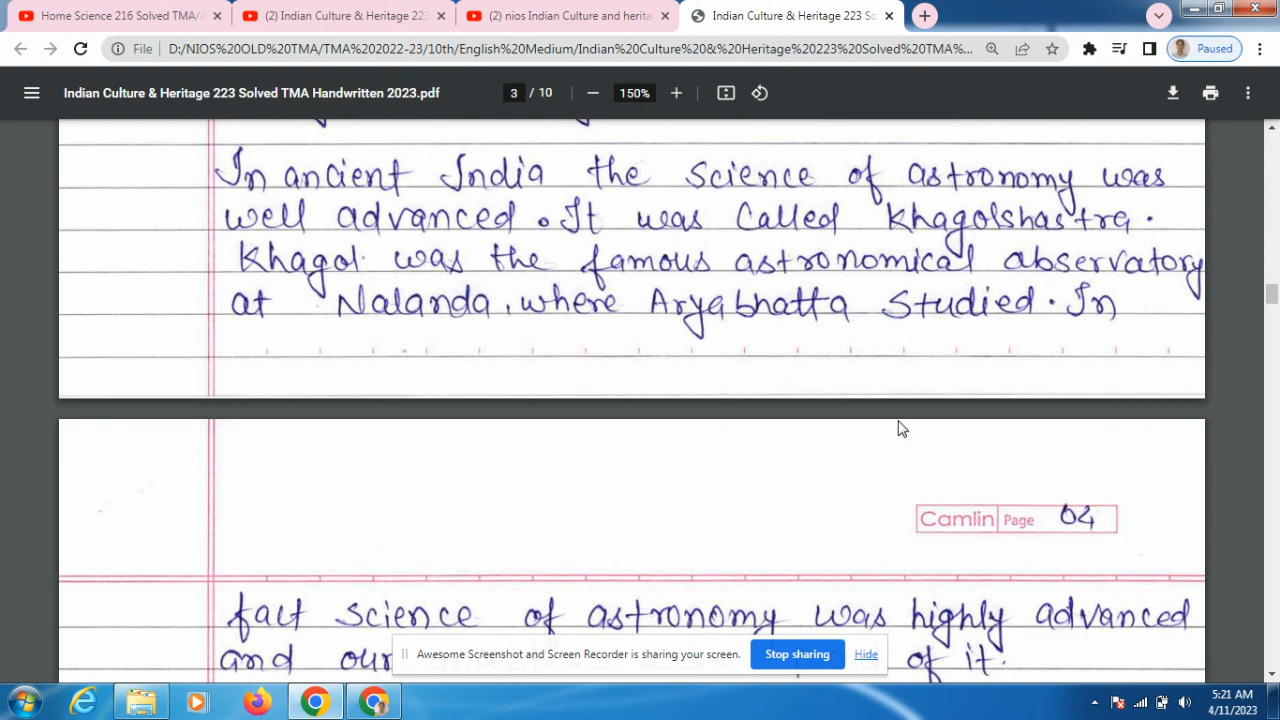 Home Science 216 Solved TMA/
(2) Indian Culture & Heritage 223
(2) Nios Indian culture and herita
Indian Culture & Heritage 223 So
File
D:/NIOS%20OLD%20TMA/TMA%202022-23/10th/English%20Medium/Indian%20Culture%20&%20Heritage%20223%20Solved%20TMA%...
Paused
Indian Culture & Heritage 223 Solved TMA Handwritten 2023.pdf
3 / 10
150%
In ancient India the science of astronomy was
well advanced. It was called khagolshastra.
Khagol was the famous astronomical abservatory
at Nalanda, where Aryabhatta studied. In
Camlin Page 04
fact science of astronomy was highly advanced
and our of it.
Awesome Screenshot and Screen Recorder is sharing your screen.
Stop sharing
Hide
5:21 AM
4/11/2023